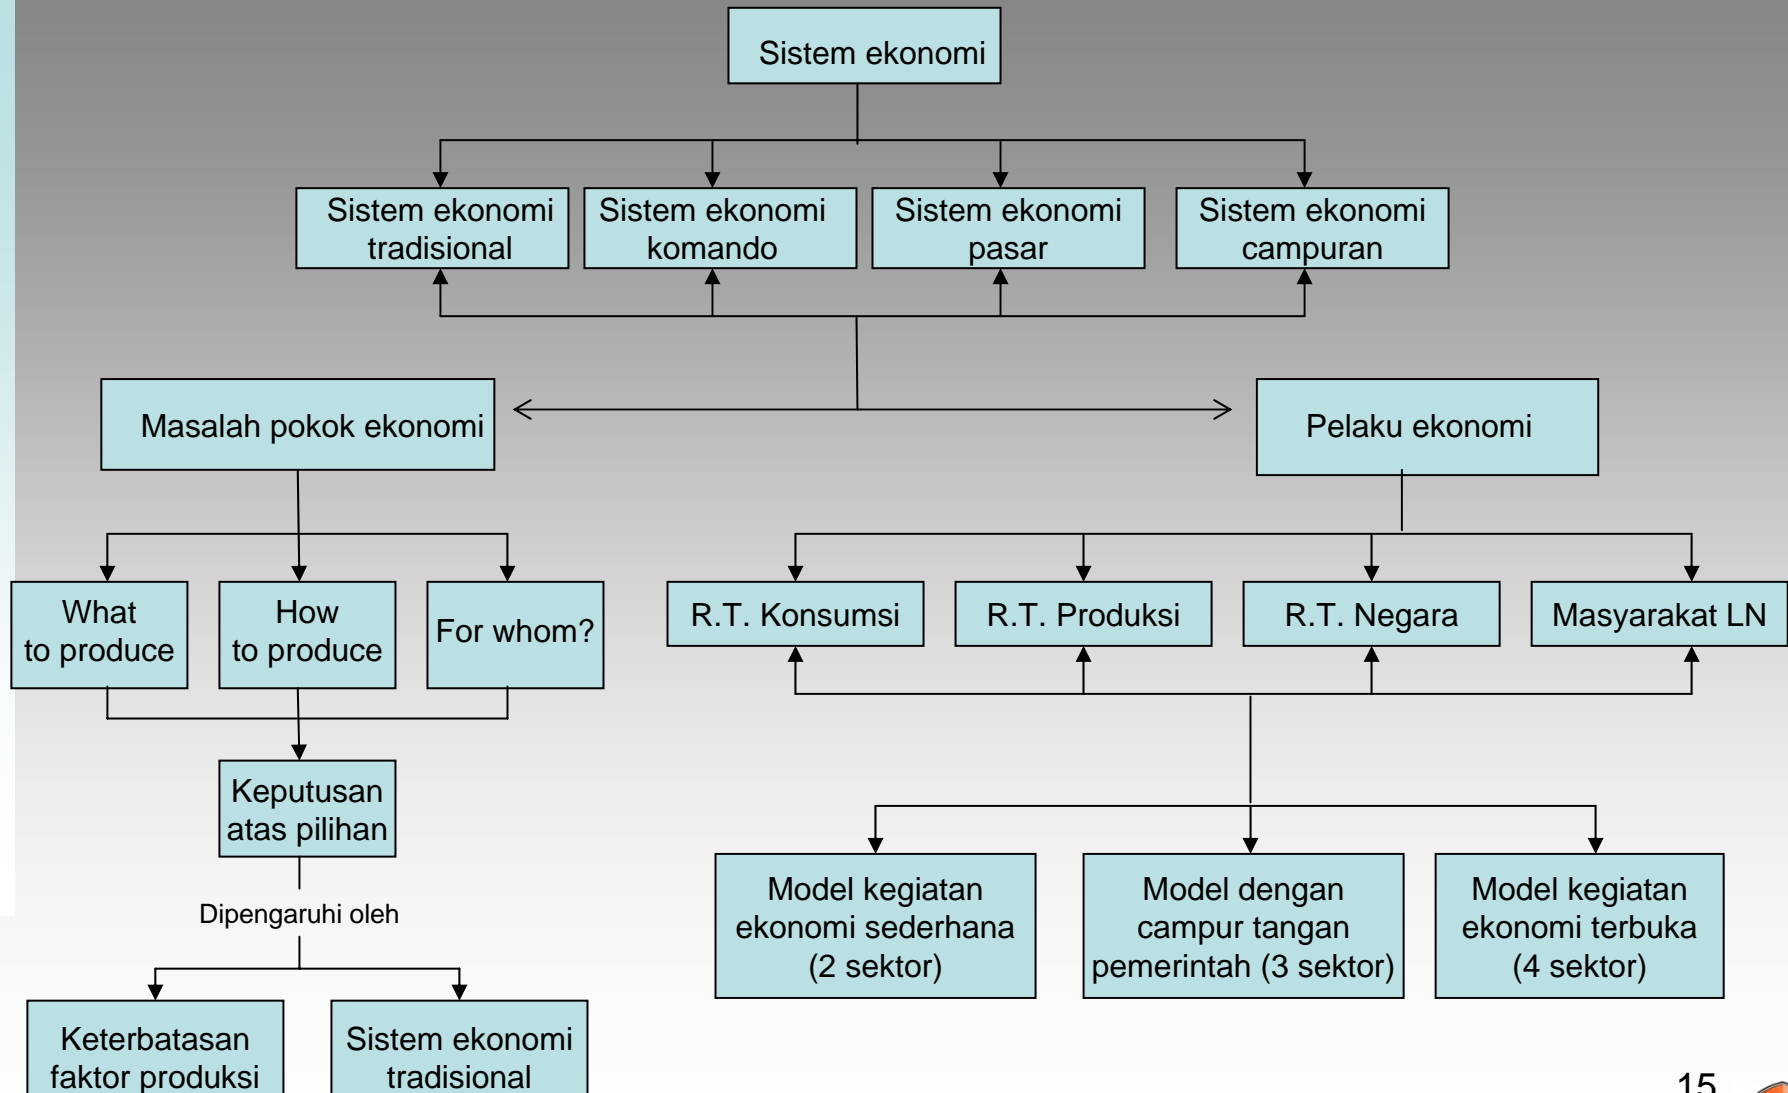 Sistem ekonomi
Sistem ekonomi
tradisional
Sistem ekonomi
komando
Sistem ekonomi
pasar
Sistem ekonomi
campuran
Masalah pokok ekonomi
Pelaku ekonomi
What
to produce
How
to produce
For whom?
R.T. Konsumsi
R.T. Produksi
R.T. Negara
Masyarakat LN
Keputusan
atas pilihan
Dipengaruhi oleh
Keterbatasan
faktor produksi
Sistem ekonomi
tradisional
Model kegiatan
ekonomi sederhana
(2 sektor)
Model dengan
campur tangan
pemerintah (3 sektor)
Model kegiatan
ekonomi terbuka
(4 sektor)
15